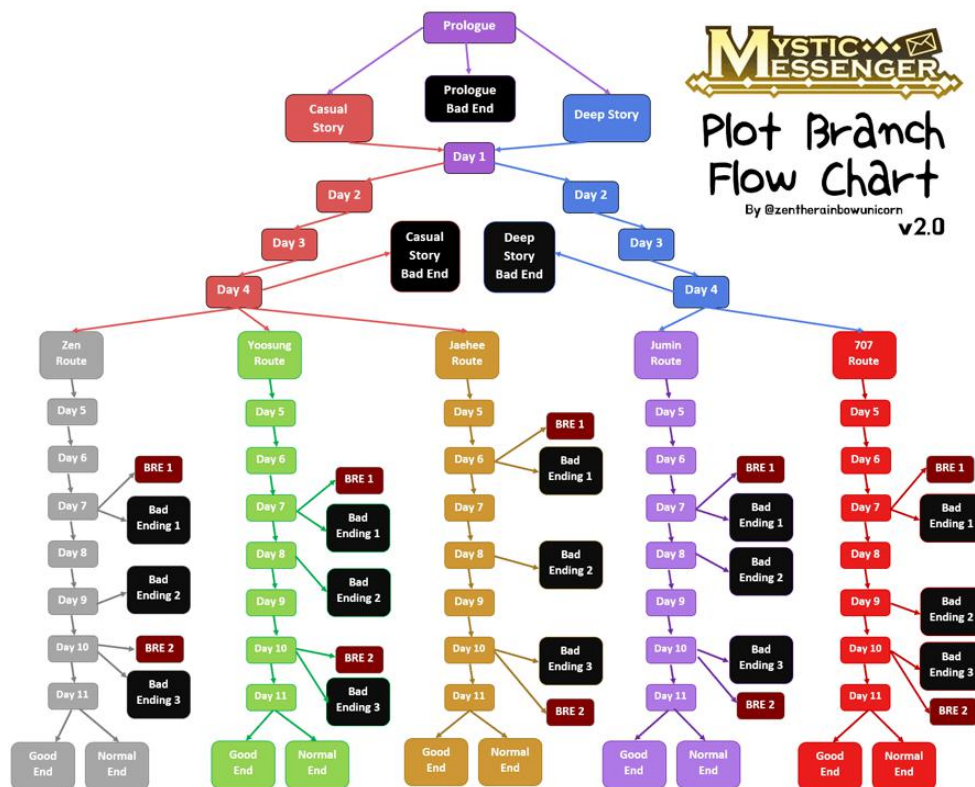 Prologue
MYSTIC
MESSENGER
Prologue
Bad End
Casual
Story
Deep Story
Plot Branch
Flow Chart
By @zentherainbowunicorn
v2.0
Day 1
Day 2
Day 2
Day 3
Casual
Story
Bad End
Deep
Story
Bad End
Day 3
Day 4
Day 4
Zen
Route
Day 5
Day 6
BRE 1
Day 7
Bad
Ending 1
Day 8
Day 9
Bad
Ending 2
Day 10
BRE 2
Bad
Ending 3
Day 11
Good
End
Normal
End
Yoosung
Route
Day 5
Day 6
BRE 1
Day 7
Bad
Ending 1
Day 8
Bad
Ending 2
Day 9
Day 10
BRE 2
Bad
Ending 3
Day 11
Good
End
Normal
End
Jaehee
Route
Day 5
BRE 1
Day 6
Bad
Ending 1
Day 7
Day 8
Bad
Ending 2
Day 9
Day 10
Bad
Ending 3
Day 11
BRE 2
Good
End
Normal
End
Jumin
Route
Day 5
Day 6
BRE 1
Day 7
Bad
Ending 1
Day 8
Bad
Ending 2
Day 9
Day 10
Bad
Ending 3
Day 11
BRE 2
Good
End
Normal
End
707
Route
Day 5
Day 6
BRE 1
Day 7
Bad
Ending 1
Day 8
Day 9
Bad
Ending 2
Day 10
Bad
Ending 3
Day 11
BRE 2
Good
End
Normal
End